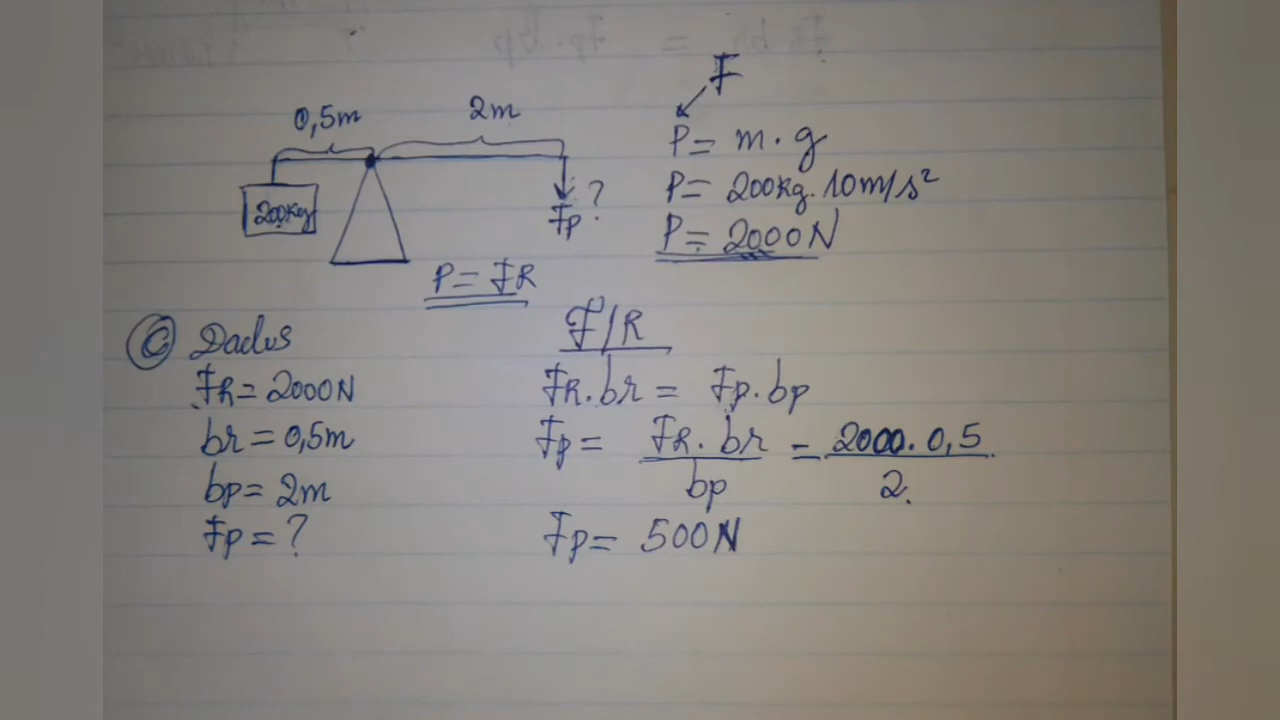 0,5m
2m
F
P= m.g
P= 200kg.10m/s²
P= 2000N
200kg
Fp ?
P= FR
C Dados
F/R
FR= 2000N
FR.br= Fp.bp
br= 0,5m
Fp= FR.br/bp = 2000.0,5/2.
bp= 2m
Fp= ?
Fp= 500N